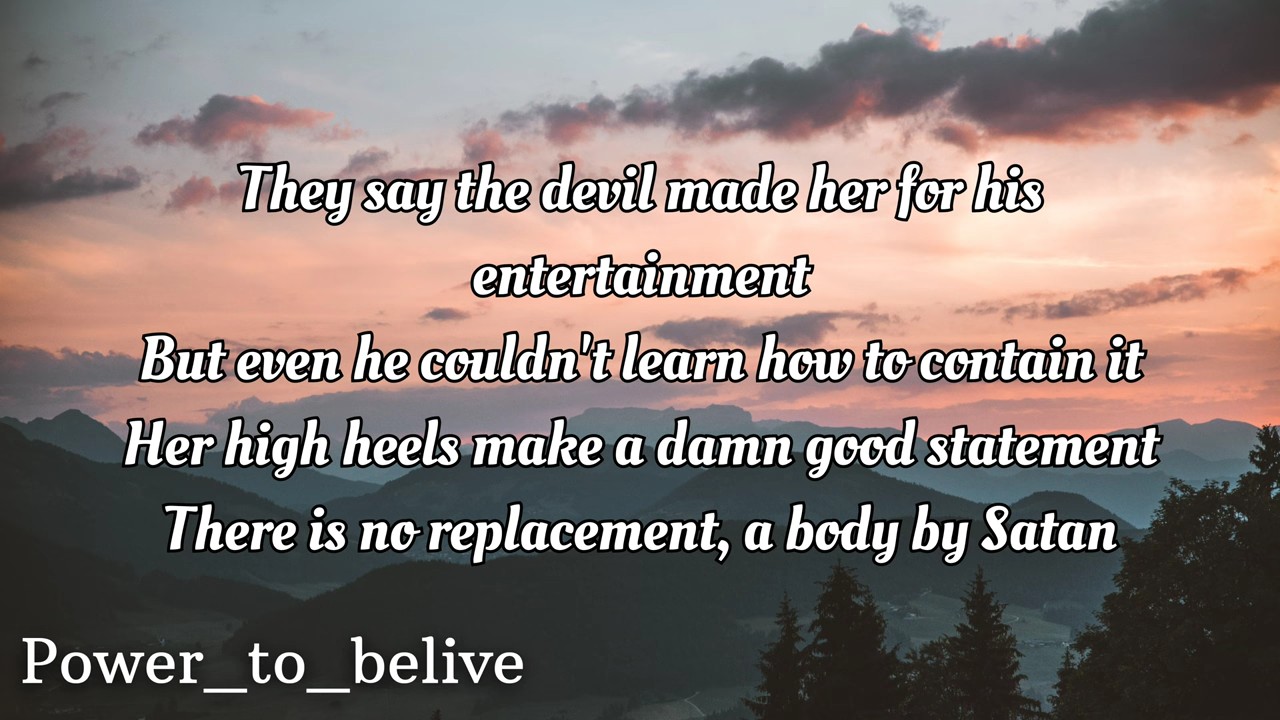 They say the devil made her for his
entertainment
But even he couldn't learn how to contain it
Her high heels make a damn good statement
There is no replacement, a body by Satan
Power_to_belive